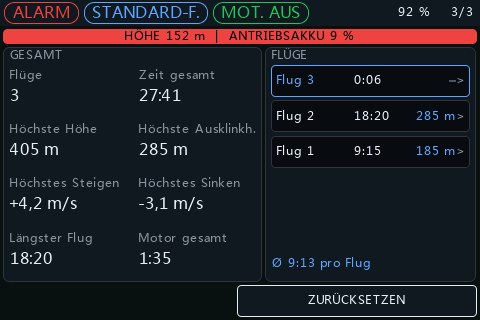 ALARM STANDARD-F. MOT. AUS 92 % 3/3
HÖHE 152 m | ANTRIEBSAKKU 9 %
GESAMT
Flüge Zeit gesamt
3 27:41
Höchste Höhe Höchste Ausklinkh.
405 m 285 m
Höchstes Steigen Höchstes Sinken
+4,2 m/s -3,1 m/s
Längster Flug Motor gesamt
18:20 1:35
FLÜGE
Flug 3 0:06 —>
Flug 2 18:20 285 m>
Flug 1 9:15 185 m>
Ø 9:13 pro Flug
ZURÜCKSETZEN